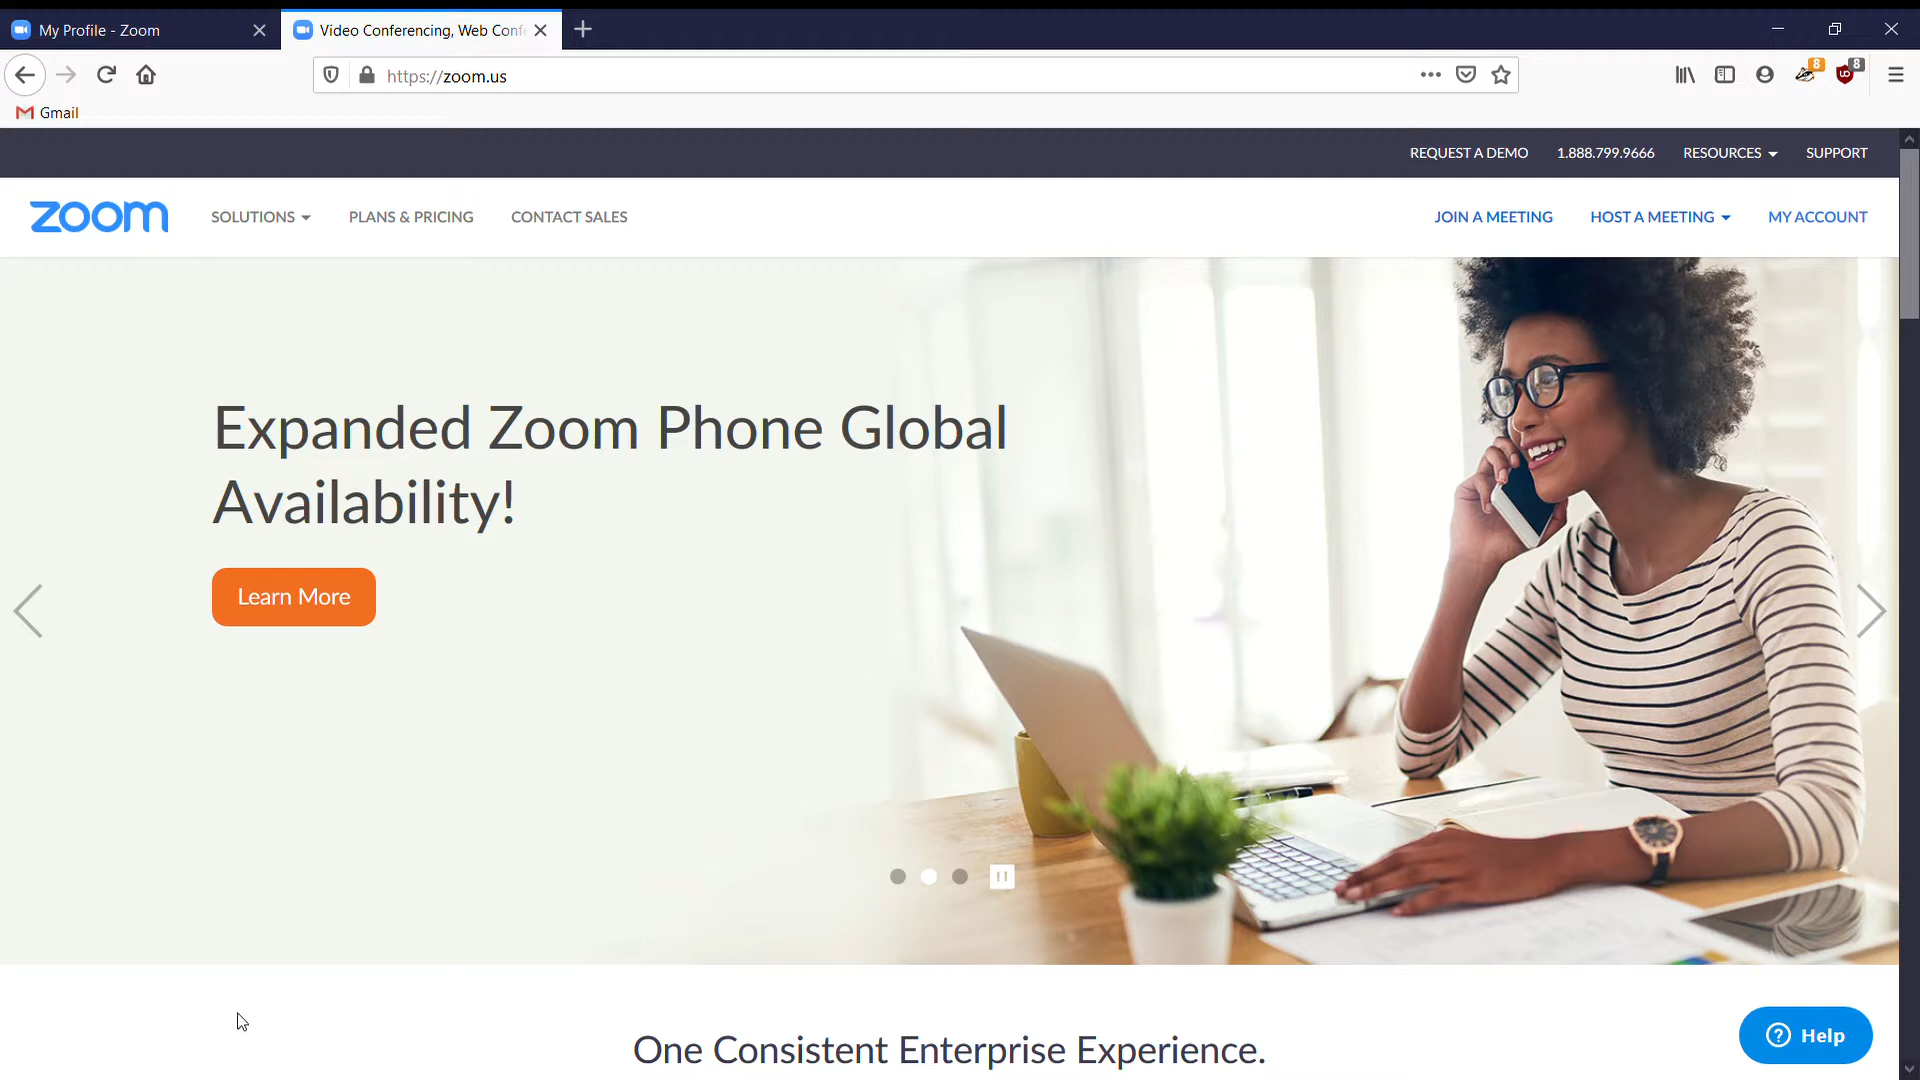 My Profile - Zoom
Video Conferencing, Web Conf
https://zoom.us
8
8
Gmail
REQUEST A DEMO 1.888.799.9666 RESOURCES SUPPORT
zoom SOLUTIONS PLANS & PRICING CONTACT SALES JOIN A MEETING HOST A MEETING MY ACCOUNT
Expanded Zoom Phone Global
Availability!
Learn More
One Consistent Enterprise Experience.
? Help